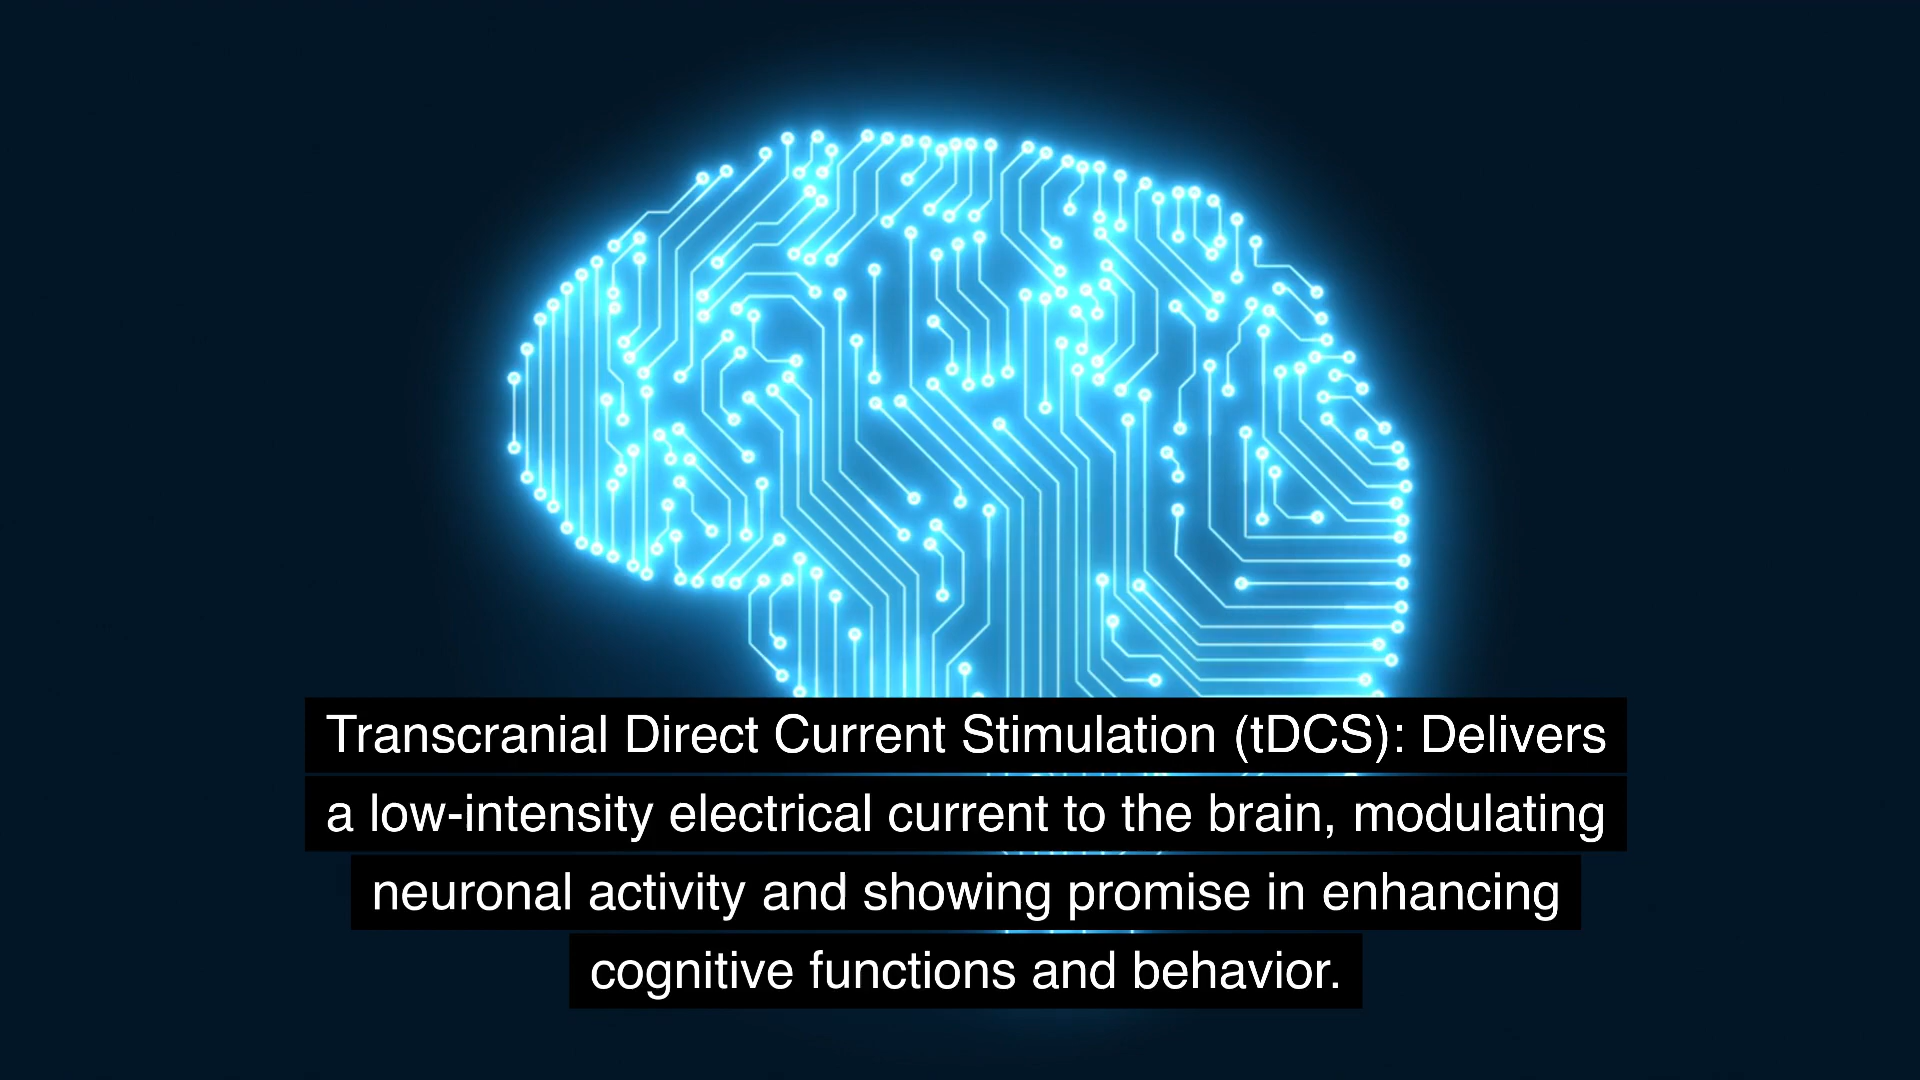 Transcranial Direct Current Stimulation (tDCS): Delivers
a low-intensity electrical current to the brain, modulating
neuronal activity and showing promise in enhancing
cognitive functions and behavior.